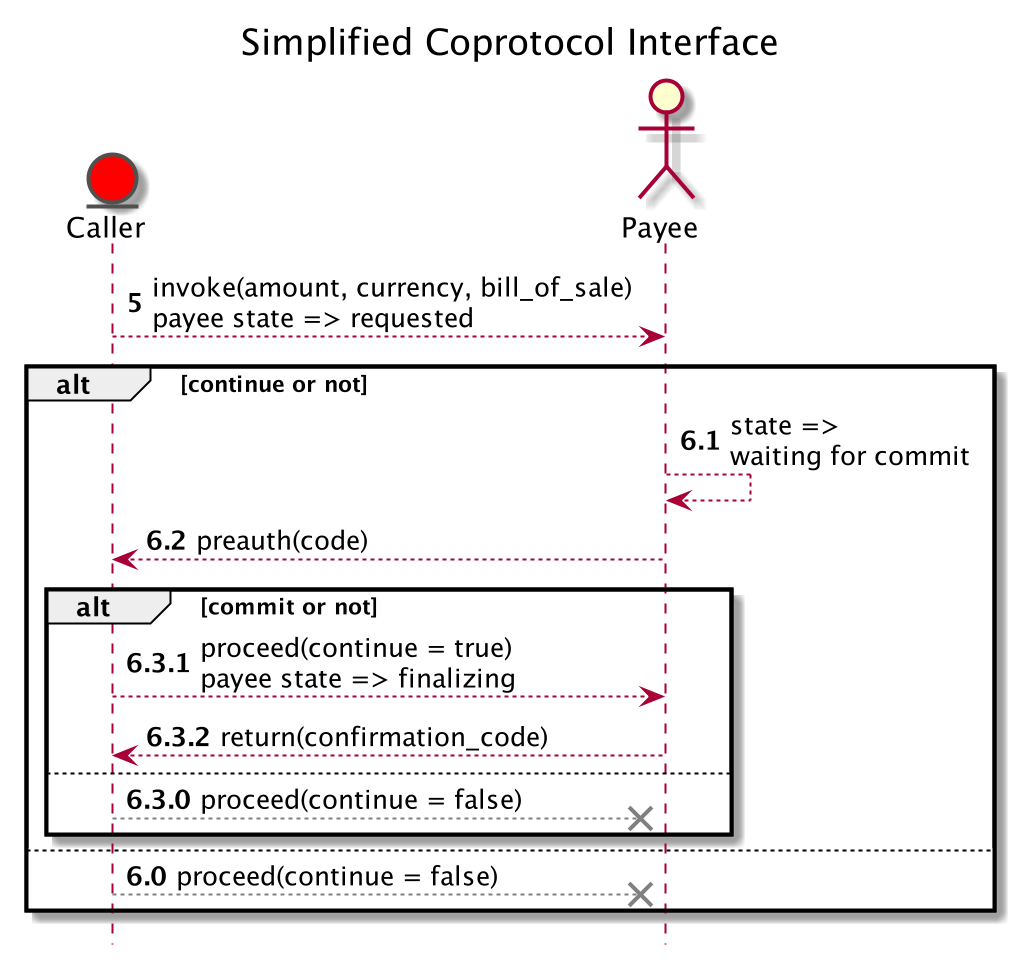 Simplified Coprotocol Interface
Caller
Payee
5 invoke(amount, currency, bill_of_sale)
payee state => requested
alt [continue or not]
6.1 state =>
waiting for commit
6.2 preauth(code)
alt [commit or not]
6.3.1 proceed(continue = true)
payee state => finalizing
6.3.2 return(confirmation_code)
6.3.0 proceed(continue = false)
6.0 proceed(continue = false)